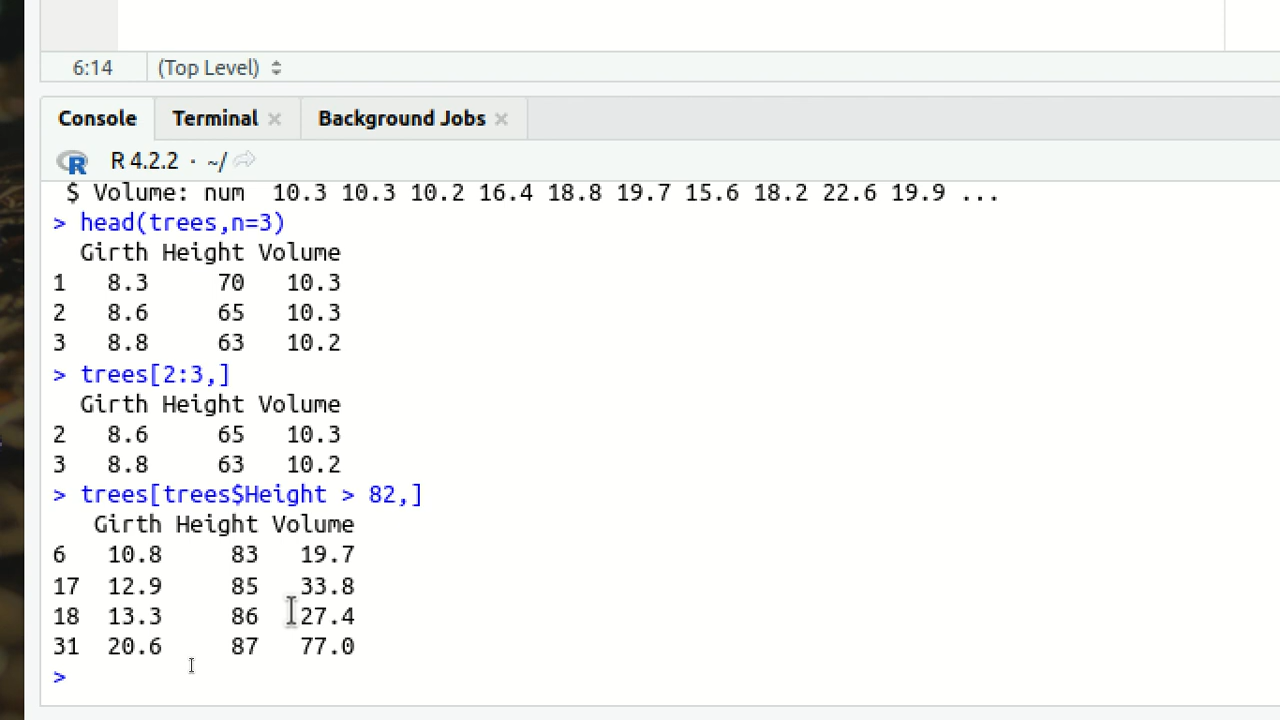 6:14 (Top Level)
Console Terminal Background Jobs
R R 4.2.2 · ~/
$ Volume: num  10.3 10.3 10.2 16.4 18.8 19.7 15.6 18.2 22.6 19.9 ...
> head(trees,n=3)
  Girth Height Volume
1   8.3     70   10.3
2   8.6     65   10.3
3   8.8     63   10.2
> trees[2:3,]
  Girth Height Volume
2   8.6     65   10.3
3   8.8     63   10.2
> trees[trees$Height > 82,]
   Girth Height Volume
6   10.8     83   19.7
17  12.9     85   33.8
18  13.3     86   27.4
31  20.6     87   77.0
>